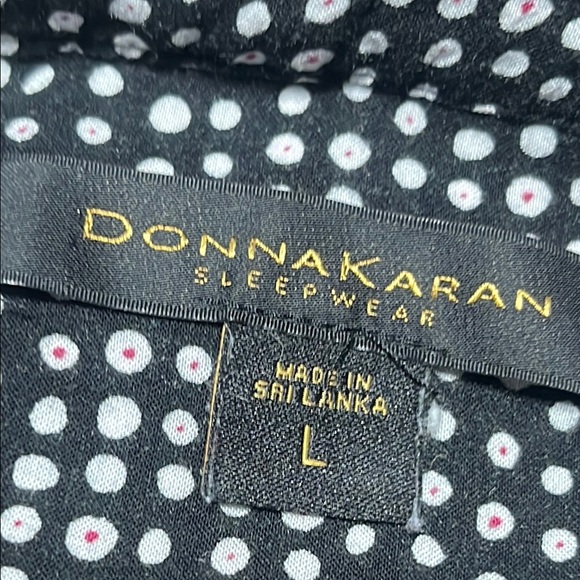 DONNAKARAN
SLEEPWEAR
MADE IN
SRI LANKA
L